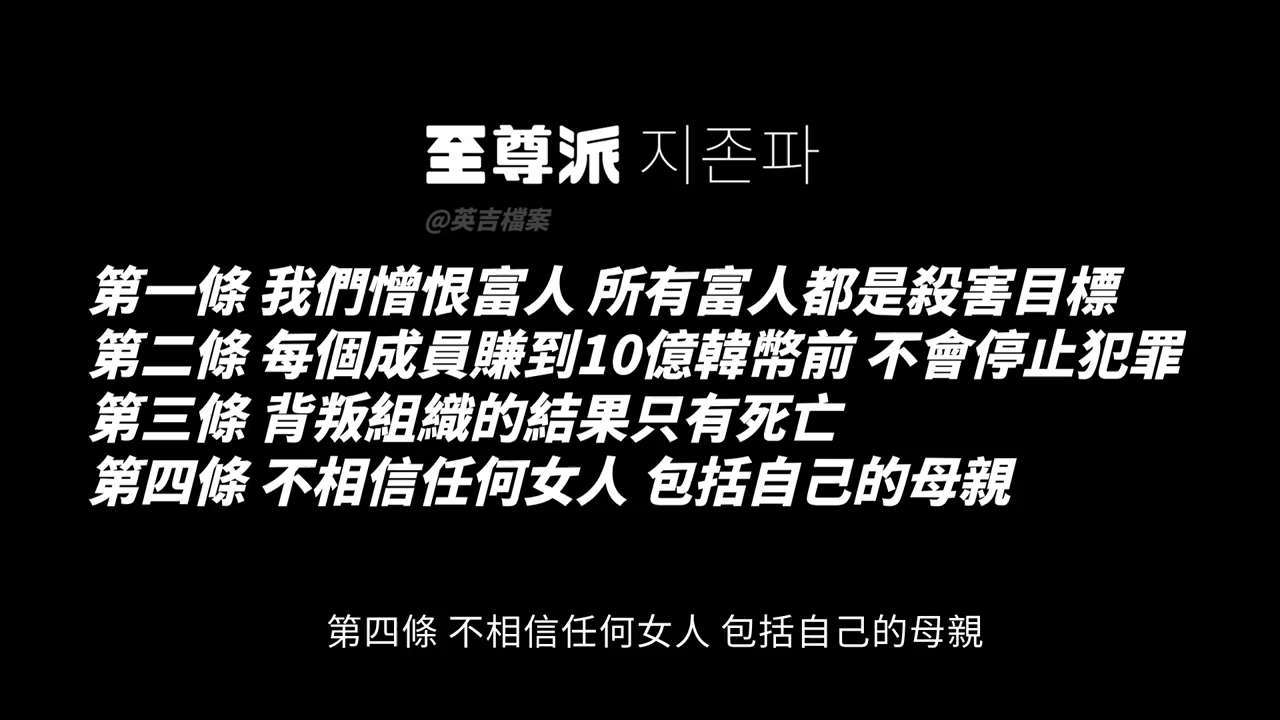 至尊派 지존파
@英吉檔案
第一條 我們憎恨富人 所有富人都是殺害目標
第二條 每個成員賺到10億韓幣前 不會停止犯罪
第三條 背叛組織的結果只有死亡
第四條 不相信任何女人 包括自己的母親
第四條 不相信任何女人 包括自己的母親